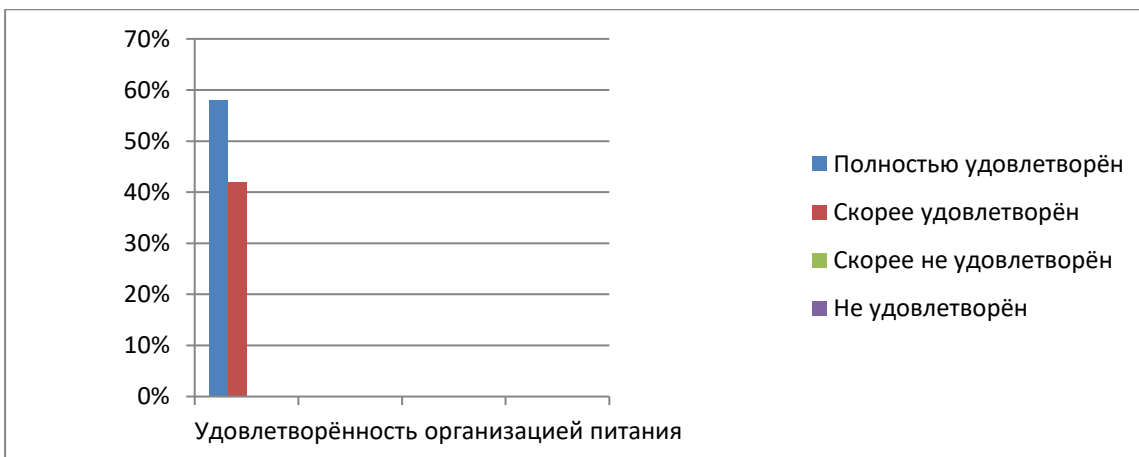 70%
60%
50%
40%
30%
20%
10%
0%
Удовлетворённость организацией питания
Полностью удовлетворён
Скорее удовлетворён
Скорее не удовлетворён
Не удовлетворён